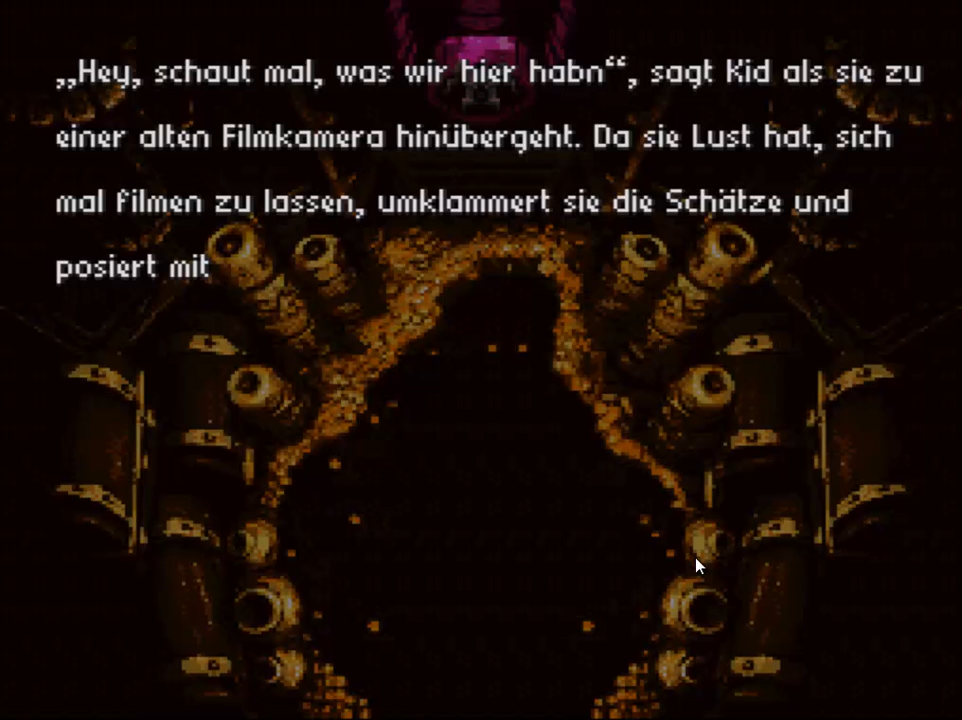 „Hey, schaut mal, was wir hier habn“, sagt Kid als sie zu
einer alten Filmkamera hinübergeht. Da sie Lust hat, sich
mal filmen zu lassen, umklammert sie die Schätze und
posiert mit